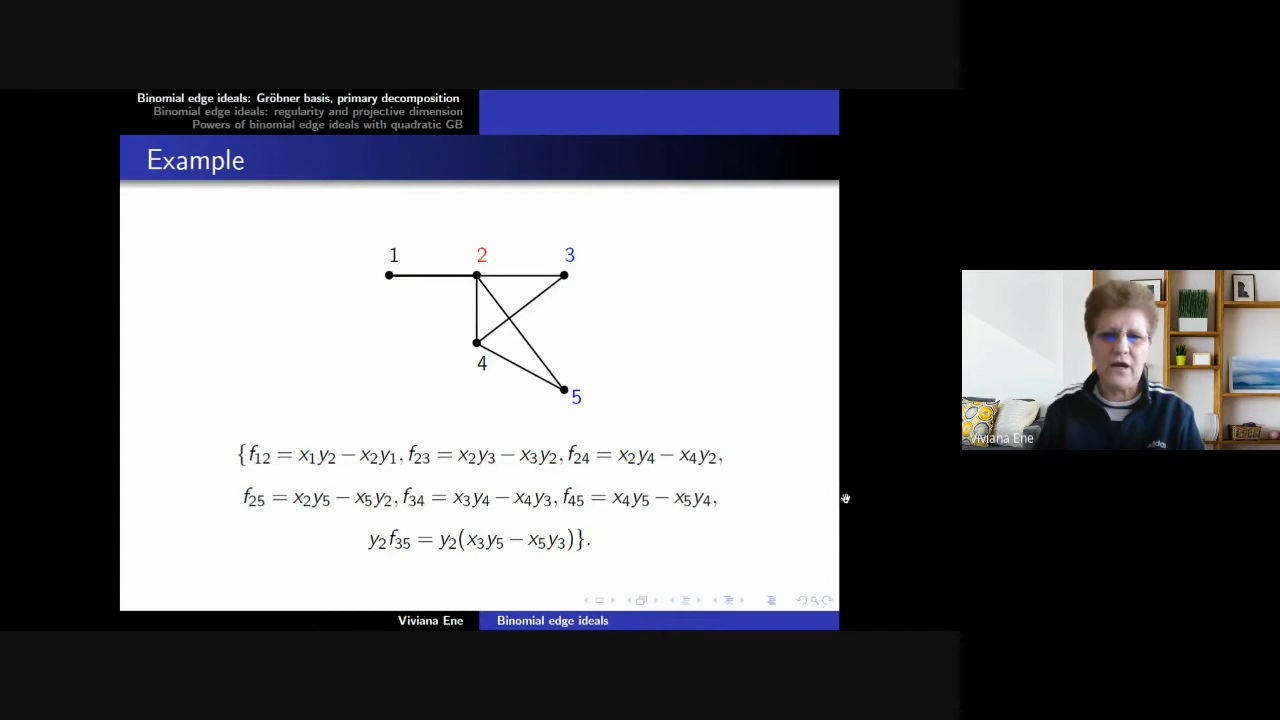 Binomial edge ideals: Gröbner basis, primary decomposition
Binomial edge ideals: regularity and projective dimension
Powers of binomial edge ideals with quadratic GB
Example
1 2 3
4
5
{f₁₂ = x₁y₂ − x₂y₁, f₂₃ = x₂y₃ − x₃y₂, f₂₄ = x₂y₄ − x₄y₂,
f₂₅ = x₂y₅ − x₅y₂, f₃₄ = x₃y₄ − x₄y₃, f₄₅ = x₄y₅ − x₅y₄,
y₂f₃₅ = y₂(x₃y₅ − x₅y₃)}.
Viviana Ene Binomial edge ideals
Viviana Ene
adidas